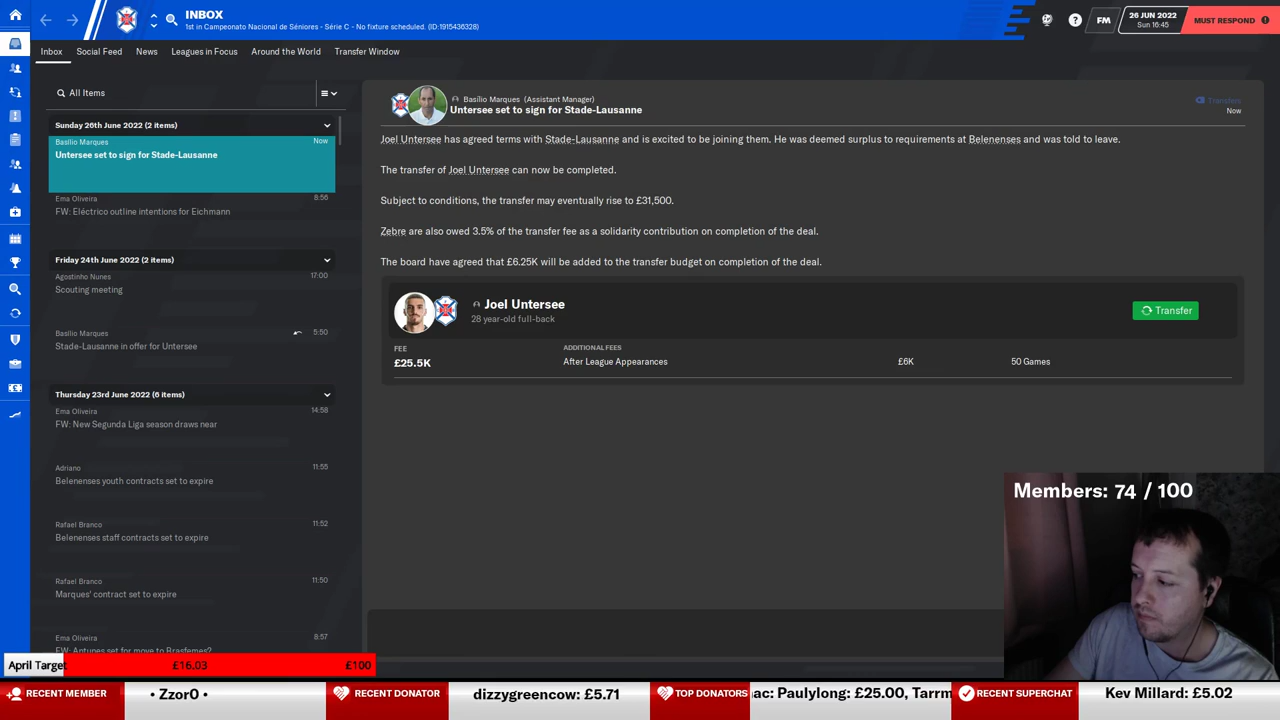 INBOX
1st in Campeonato Nacional de Séniores - Série C - No fixture scheduled. (ID:1915436328)
FM
26 JUN 2022
Sun 16:45
MUST RESPOND
Inbox Social Feed News Leagues in Focus Around the World Transfer Window
All Items
Sunday 26th June 2022 (2 items)
Basílio Marques Now
Untersee set to sign for Stade-Lausanne
Ema Oliveira 8:56
FW: Eléctrico outline intentions for Eichmann
Friday 24th June 2022 (2 items)
Agostinho Nunes 17:00
Scouting meeting
Basílio Marques 5:50
Stade-Lausanne in offer for Untersee
Thursday 23rd June 2022 (6 items)
Ema Oliveira 14:58
FW: New Segunda Liga season draws near
Adriano 11:55
Belenenses youth contracts set to expire
Rafael Branco 11:52
Belenenses staff contracts set to expire
Rafael Branco 11:50
Marques' contract set to expire
Ema Oliveira 8:57
FW: Antunes set for move to Brasfemes?
Basílio Marques (Assistant Manager)
Untersee set to sign for Stade-Lausanne
Transfers
Now
Joel Untersee has agreed terms with Stade-Lausanne and is excited to be joining them. He was deemed surplus to requirements at Belenenses and was told to leave.
The transfer of Joel Untersee can now be completed.
Subject to conditions, the transfer may eventually rise to £31,500.
Zebre are also owed 3.5% of the transfer fee as a solidarity contribution on completion of the deal.
The board have agreed that £6.25K will be added to the transfer budget on completion of the deal.
Joel Untersee
28 year-old full-back
Transfer
FEE
£25.5K
ADDITIONAL FEES
After League Appearances £6K 50 Games
Members: 74 / 100
April Target £16.03 £100
RECENT MEMBER • Zzor0 • RECENT DONATOR dizzygreencow: £5.71 TOP DONATORS ac: Paulylong: £25.00, Tarrm RECENT SUPERCHAT Kev Millard: £5.02